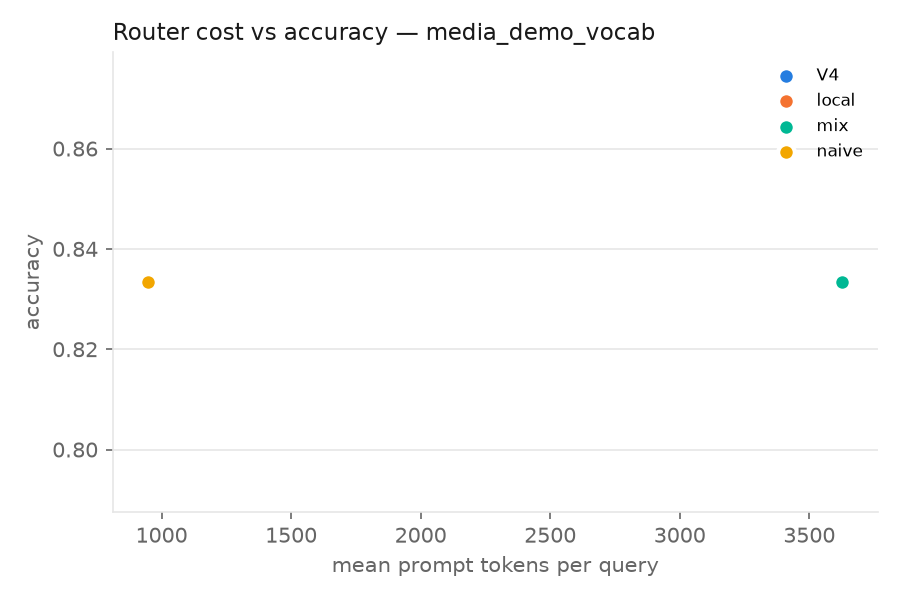 Router cost vs accuracy — media_demo_vocab
V4
local
mix
naive
0.86
0.84
0.82
0.80
accuracy
1000 1500 2000 2500 3000 3500
mean prompt tokens per query